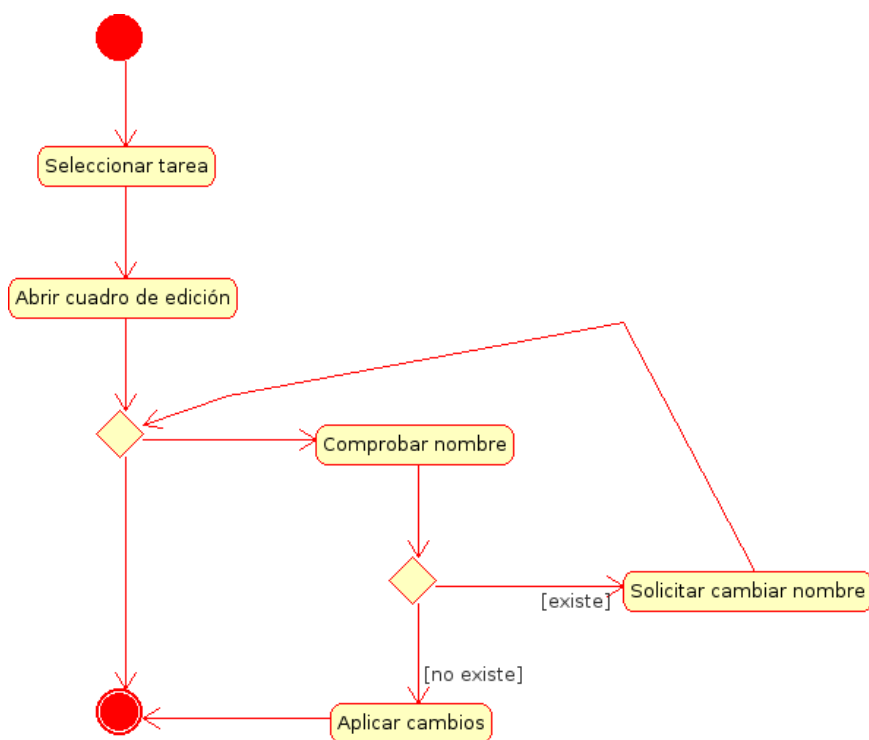 Seleccionar tarea
Abrir cuadro de edición
Comprobar nombre
[existe]
Solicitar cambiar nombre
[no existe]
Aplicar cambios